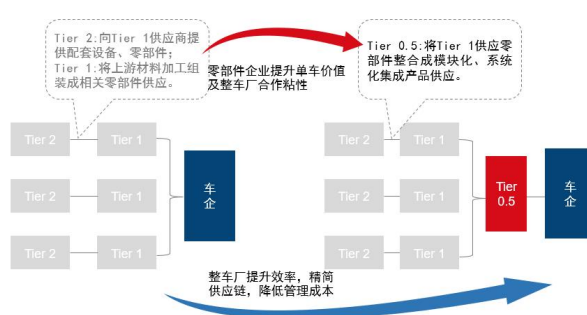 Tier 2:向Tier 1供应商提
供配套设备、零部件;
Tier 1:将上游材料加工组
装成相关零部件供应。
零部件企业提升单车价值
及整车厂合作粘性
Tier 0.5:将Tier 1供应零
部件整合成模块化、系统
化集成产品供应。
Tier 2
Tier 1
Tier 2
Tier 1
Tier 2
Tier 1
车
企
Tier 2
Tier 1
Tier 2
Tier 1
Tier 2
Tier 1
Tier
0.5
车
企
整车厂提升效率，精简
供应链，降低管理成本